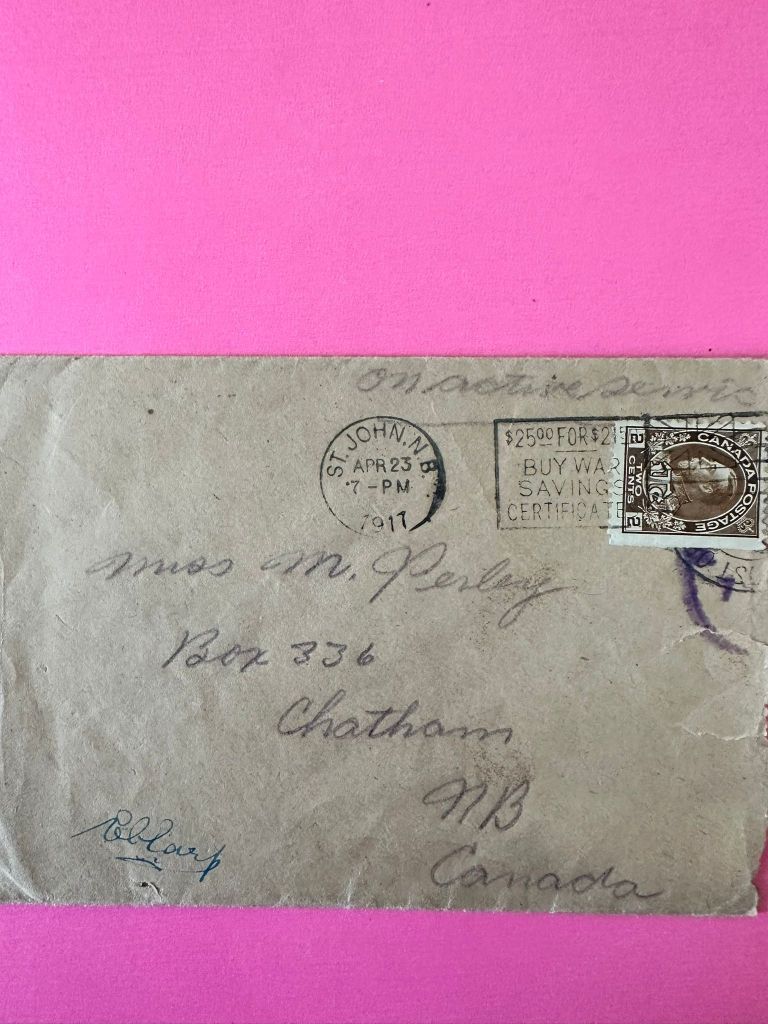 on active servic
ST. JOHN, N.B.
APR 23
7-PM
1917
$25.00 FOR $21.5
BUY WAR
SAVINGS
CERTIFICATE
CANADA POSTAGE
2 TWO CENTS 2
Miss M. Perley
Box 336
Chatham
NB
Canada